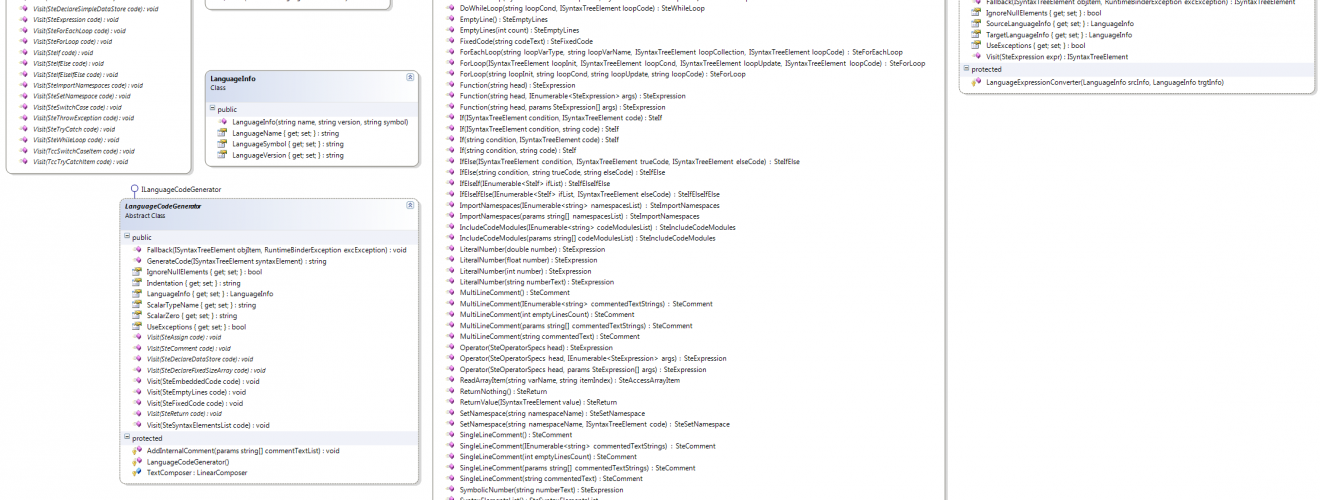 Visit(SteDeclareSimpleDataStore code) : void
Visit(SteExpression code) : void
Visit(SteForEachLoop code) : void
Visit(SteForLoop code) : void
Visit(SteIf code) : void
Visit(SteIfElse code) : void
Visit(SteIfElseIfElse code) : void
Visit(SteImportNamespaces code) : void
Visit(SteSetNamespace code) : void
Visit(SteSwitchCase code) : void
Visit(SteThrowException code) : void
Visit(SteTryCatch code) : void
Visit(SteWhileLoop code) : void
Visit(TccSwitchCaseItem code) : void
Visit(TccTryCatchItem code) : void
LanguageInfo
Class
public
LanguageInfo(string name, string version, string symbol)
LanguageName { get; set; } : string
LanguageSymbol { get; set; } : string
LanguageVersion { get; set; } : string
ILanguageCodeGenerator
LanguageCodeGenerator
Abstract Class
public
Fallback(ISyntaxTreeElement objItem, RuntimeBinderException excException) : void
GenerateCode(ISyntaxTreeElement syntaxElement) : string
IgnoreNullElements { get; set; } : bool
Indentation { get; set; } : string
LanguageInfo { get; set; } : LanguageInfo
ScalarTypeName { get; set; } : string
ScalarZero { get; set; } : string
UseExceptions { get; set; } : bool
Visit(SteAssign code) : void
Visit(SteComment code) : void
Visit(SteDeclareDataStore code) : void
Visit(SteDeclareFixedSizeArray code) : void
Visit(SteEmbeddedCode code) : void
Visit(SteEmptyLines code) : void
Visit(SteFixedCode code) : void
Visit(SteReturn code) : void
Visit(SteSyntaxElementsList code) : void
protected
AddInternalComment(params string[] commentTextList) : void
LanguageCodeGenerator()
TextComposer : LinearComposer
DoWhileLoop(string loopCond, ISyntaxTreeElement loopCode) : SteWhileLoop
EmptyLine() : SteEmptyLines
EmptyLines(int count) : SteEmptyLines
FixedCode(string codeText) : SteFixedCode
ForEachLoop(string loopVarType, string loopVarName, ISyntaxTreeElement loopCollection, ISyntaxTreeElement loopCode) : SteForEachLoop
ForLoop(ISyntaxTreeElement loopInit, ISyntaxTreeElement loopCond, ISyntaxTreeElement loopUpdate, ISyntaxTreeElement loopCode) : SteForLoop
ForLoop(string loopInit, string loopCond, string loopUpdate, string loopCode) : SteForLoop
Function(string head) : SteExpression
Function(string head, IEnumerable<SteExpression> args) : SteExpression
Function(string head, params SteExpression[] args) : SteExpression
If(ISyntaxTreeElement condition, ISyntaxTreeElement code) : SteIf
If(ISyntaxTreeElement condition, string code) : SteIf
If(string condition, ISyntaxTreeElement code) : SteIf
If(string condition, string code) : SteIf
IfElse(ISyntaxTreeElement condition, ISyntaxTreeElement trueCode, ISyntaxTreeElement elseCode) : SteIfElse
IfElse(string condition, string trueCode, string elseCode) : SteIfElse
IfElseIf(IEnumerable<SteIf> ifList) : SteIfElseIfElse
IfElseIfElse(IEnumerable<SteIf> ifList, ISyntaxTreeElement elseCode) : SteIfElseIfElse
ImportNamespaces(IEnumerable<string> namespacesList) : SteImportNamespaces
ImportNamespaces(params string[] namespacesList) : SteImportNamespaces
IncludeCodeModules(IEnumerable<string> codeModulesList) : SteIncludeCodeModules
IncludeCodeModules(params string[] codeModulesList) : SteIncludeCodeModules
LiteralNumber(double number) : SteExpression
LiteralNumber(float number) : SteExpression
LiteralNumber(int number) : SteExpression
LiteralNumber(string numberText) : SteExpression
MultiLineComment() : SteComment
MultiLineComment(IEnumerable<string> commentedTextStrings) : SteComment
MultiLineComment(int emptyLinesCount) : SteComment
MultiLineComment(params string[] commentedTextStrings) : SteComment
MultiLineComment(string commentedText) : SteComment
Operator(SteOperatorSpecs head) : SteExpression
Operator(SteOperatorSpecs head, IEnumerable<SteExpression> args) : SteExpression
Operator(SteOperatorSpecs head, params SteExpression[] args) : SteExpression
ReadArrayItem(string varName, string itemIndex) : SteAccessArrayItem
ReturnNothing() : SteReturn
ReturnValue(ISyntaxTreeElement value) : SteReturn
SetNamespace(string namespaceName) : SteSetNamespace
SetNamespace(string namespaceName, ISyntaxTreeElement code) : SteSetNamespace
SingleLineComment() : SteComment
SingleLineComment(IEnumerable<string> commentedTextStrings) : SteComment
SingleLineComment(int emptyLinesCount) : SteComment
SingleLineComment(params string[] commentedTextStrings) : SteComment
SingleLineComment(string commentedText) : SteComment
SymbolicNumber(string numberText) : SteExpression
Fallback(ISyntaxTreeElement objItem, RuntimeBinderException excException) : ISyntaxTreeElement
IgnoreNullElements { get; set; } : bool
SourceLanguageInfo { get; set; } : LanguageInfo
TargetLanguageInfo { get; set; } : LanguageInfo
UseExceptions { get; set; } : bool
Visit(SteExpression expr) : ISyntaxTreeElement
protected
LanguageExpressionConverter(LanguageInfo srcInfo, LanguageInfo trgtInfo)